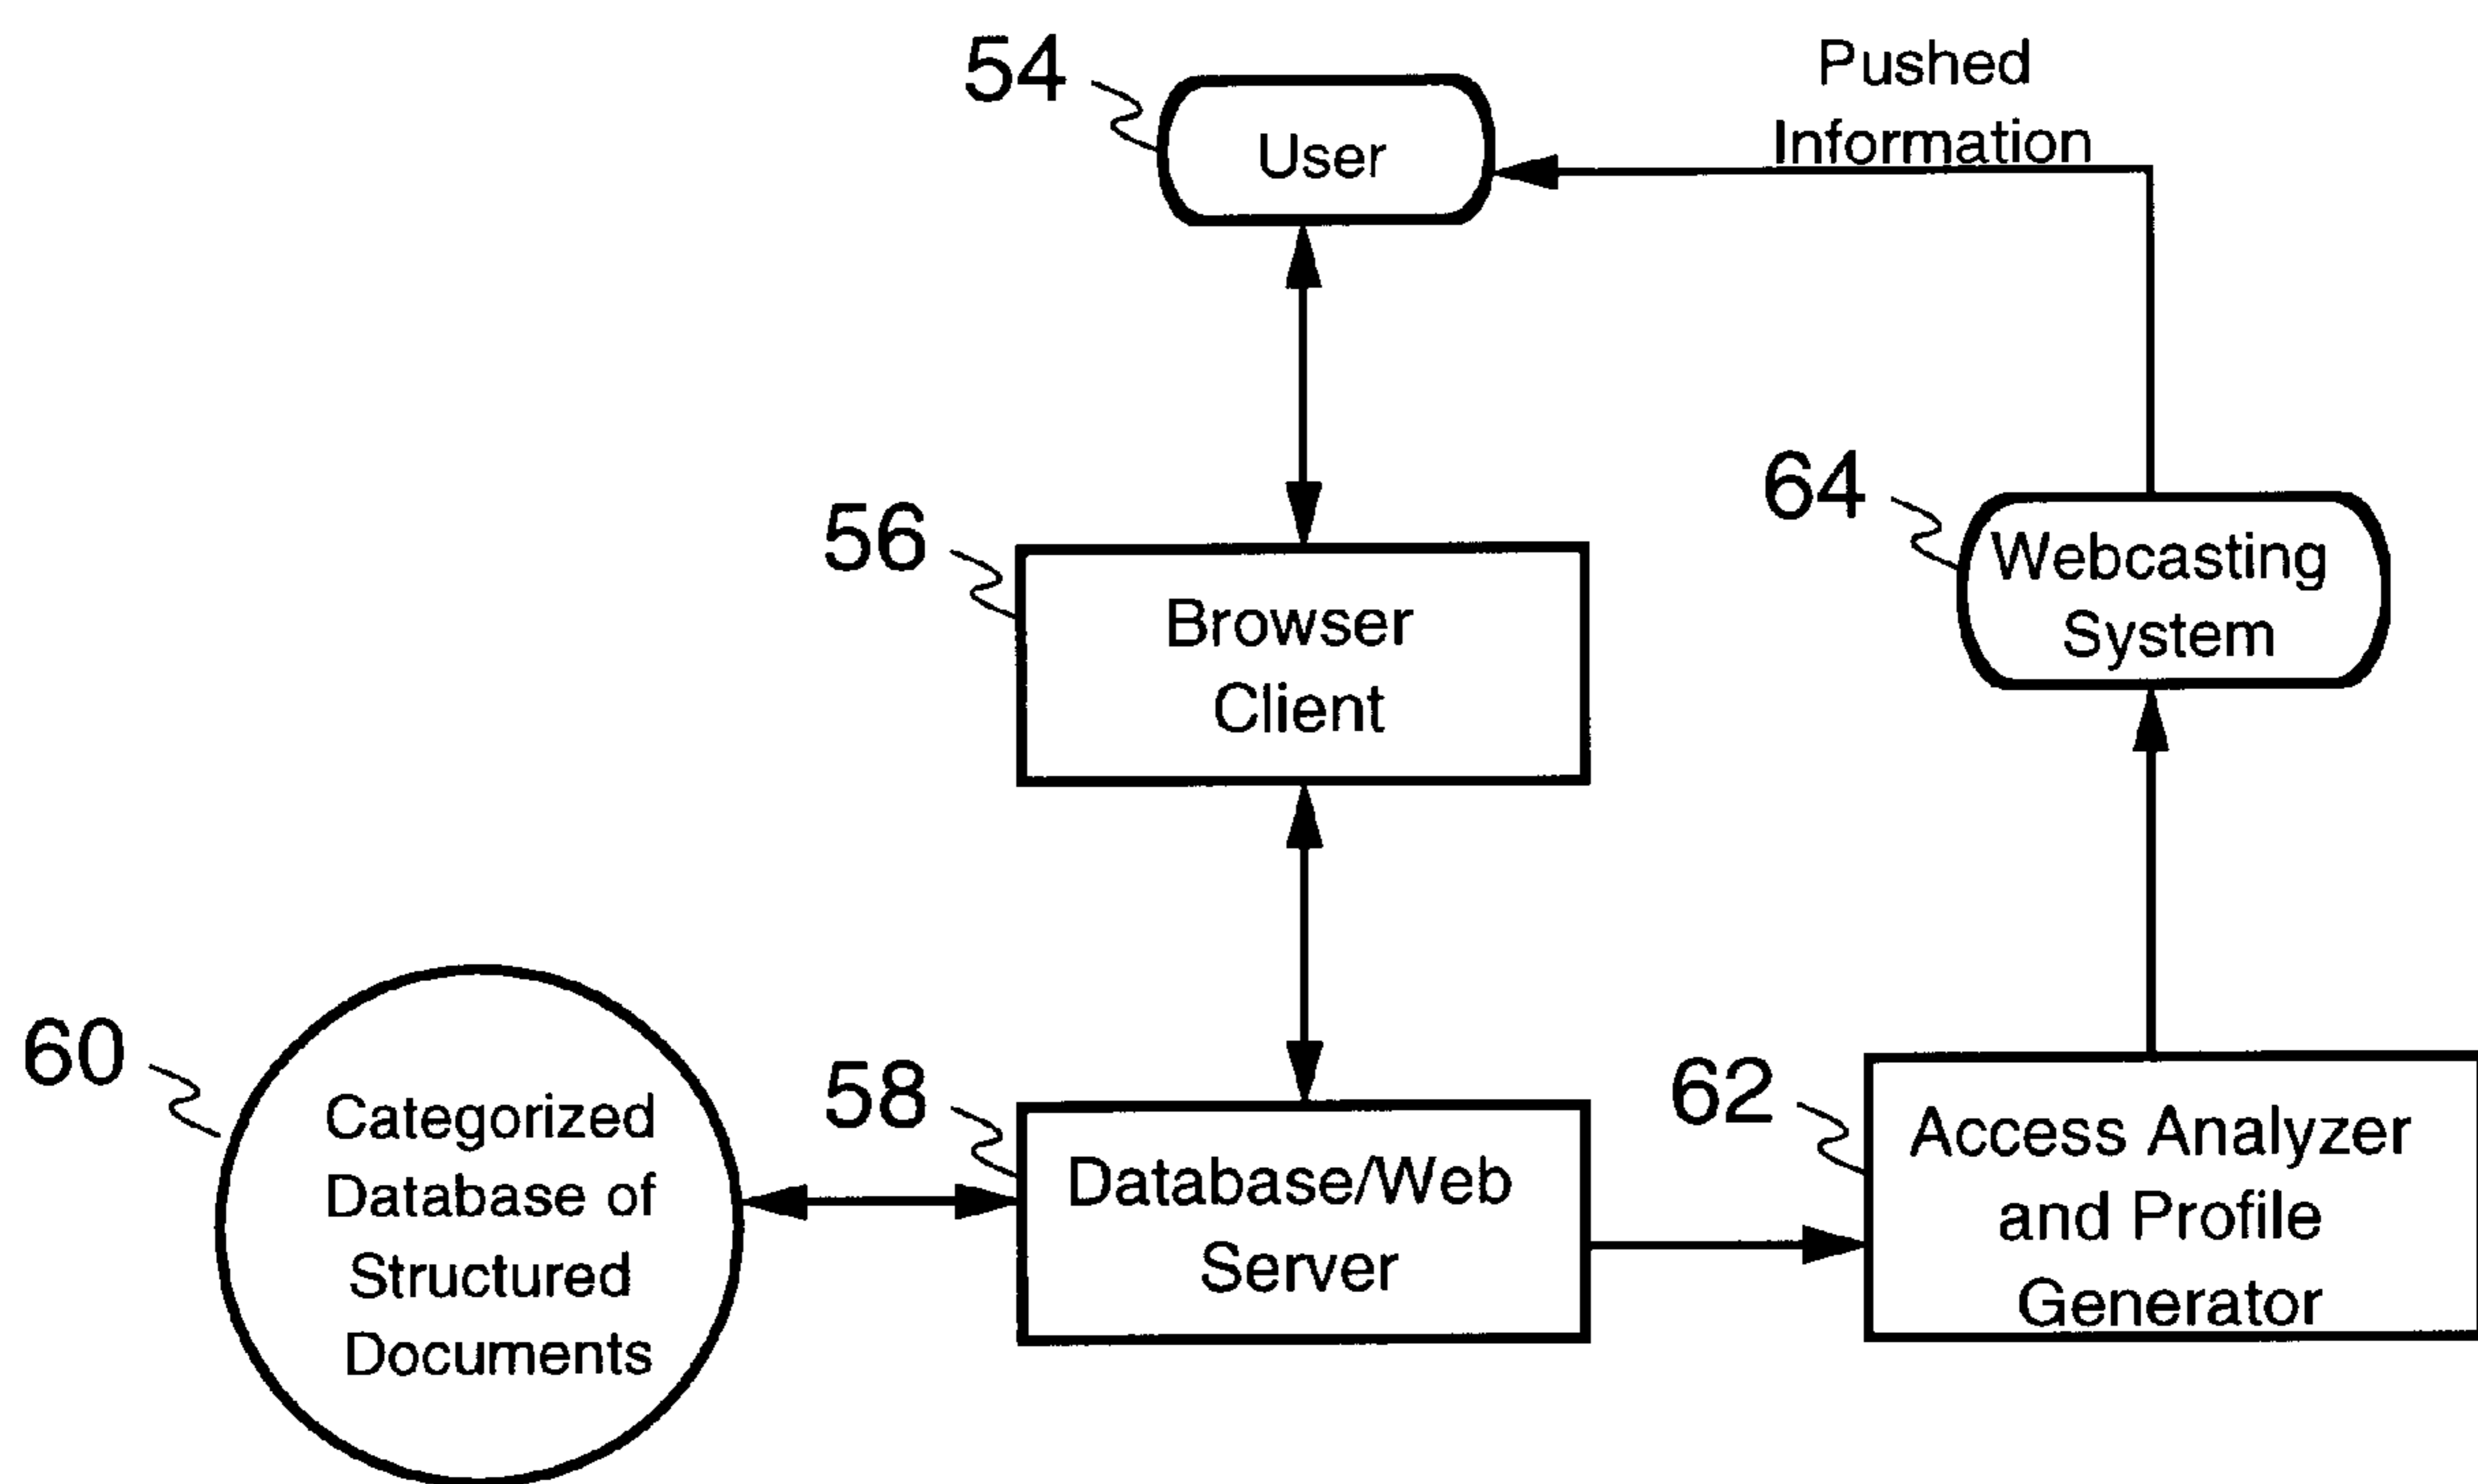 54
User
Pushed
Information
56
Browser
Client
64
Webcasting
System
60
Categorized
Database of
Structured
Documents
58
Database/Web
Server
62
Access Analyzer
and Profile
Generator